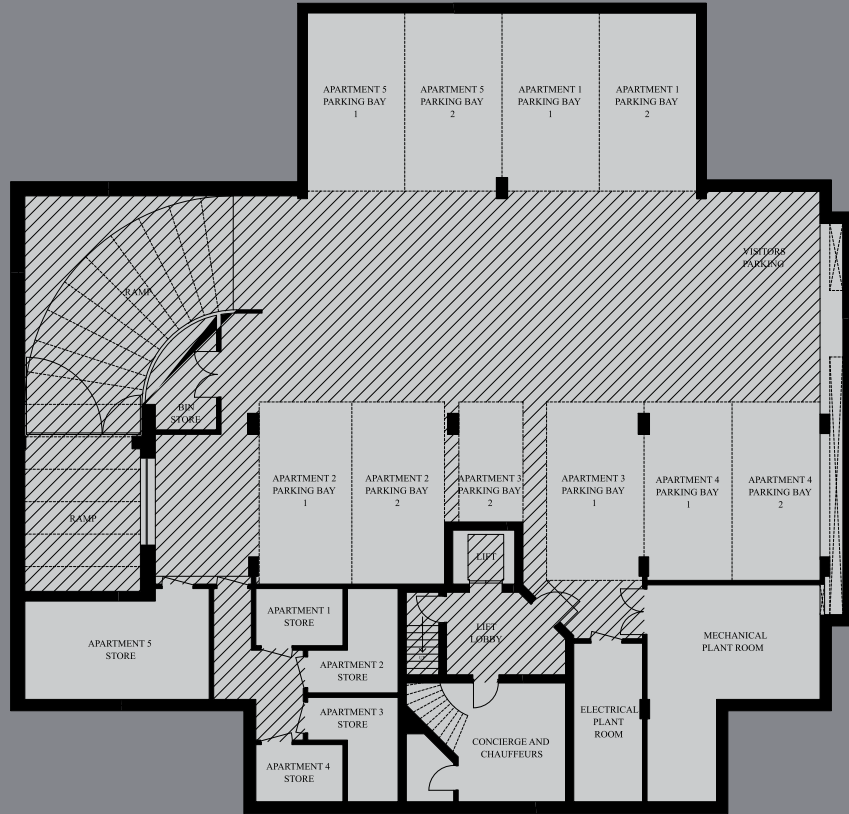 APARTMENT 5
PARKING BAY
1
APARTMENT 5
PARKING BAY
2
APARTMENT 1
PARKING BAY
1
APARTMENT 1
PARKING BAY
2
VISITORS
PARKING
RAMP
BIN
STORE
RAMP
APARTMENT 2
PARKING BAY
1
APARTMENT 2
PARKING BAY
2
APARTMENT 3
PARKING BAY
2
APARTMENT 3
PARKING BAY
1
APARTMENT 4
PARKING BAY
1
APARTMENT 4
PARKING BAY
2
LIFT
APARTMENT 5
STORE
APARTMENT 1
STORE
APARTMENT 2
STORE
LIFT
LOBBY
MECHANICAL
PLANT ROOM
APARTMENT 3
STORE
APARTMENT 4
STORE
CONCIERGE AND
CHAUFFEURS
ELECTRICAL
PLANT
ROOM